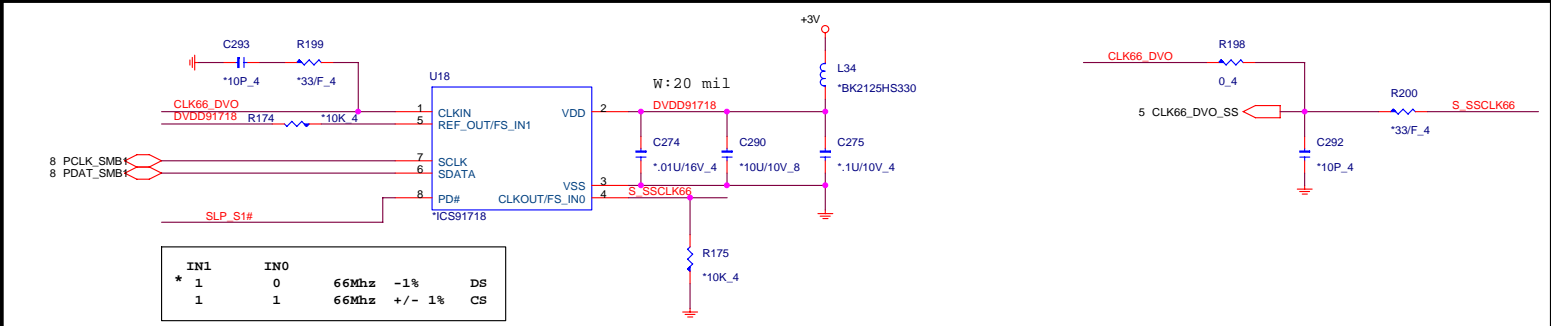 +3V
C293
R199
*10P_4
*33/F_4
U18
W:20 mil
L34
*BK2125HS330
CLK66_DVO
1
CLKIN
VDD
2
DVDD91718
DVDD91718
R174
*10K_4
5
REF_OUT/FS_IN1
C274
*.01U/16V_4
C290
*10U/10V_8
C275
*.1U/10V_4
8 PCLK_SMB1
7
SCLK
8 PDAT_SMB1
6
SDATA
VSS
3
8
PD#
CLKOUT/FS_IN0
4
S_SSCLK66
SLP_S1#
*ICS91718
R175
*10K_4
IN1 IN0
* 1 0 66Mhz -1% DS
1 1 66Mhz +/- 1% CS
CLK66_DVO
R198
0_4
5 CLK66_DVO_SS
R200
*33/F_4
S_SSCLK66
C292
*10P_4